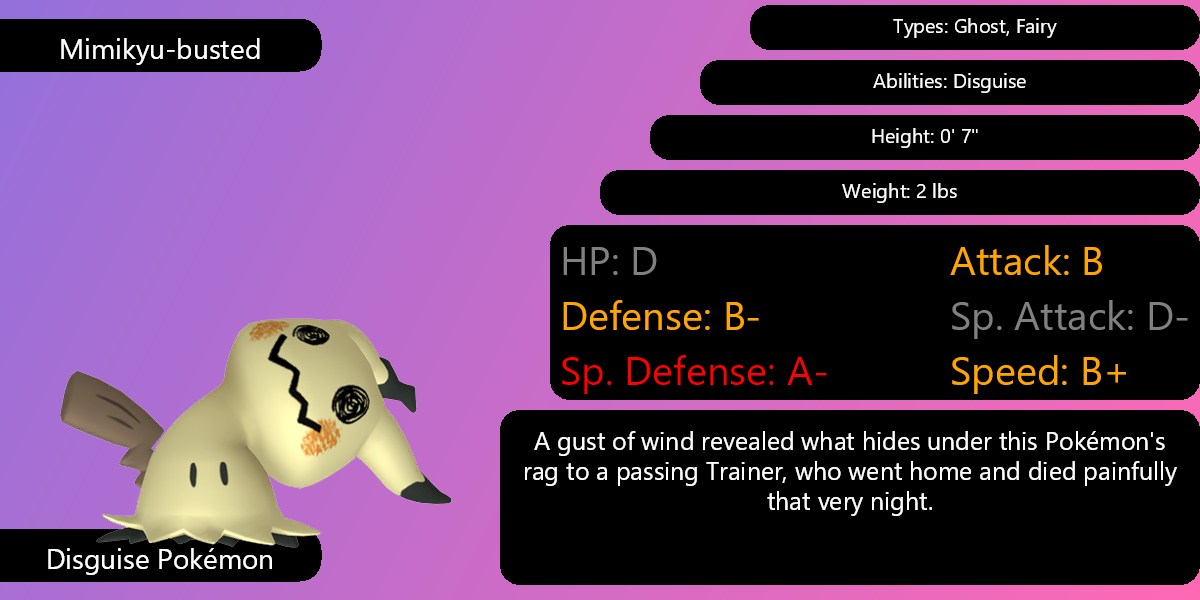 Mimikyu-busted
Types: Ghost, Fairy
Abilities: Disguise
Height: 0' 7"
Weight: 2 lbs
HP: D
Attack: B
Defense: B-
Sp. Attack: D-
Sp. Defense: A-
Speed: B+
A gust of wind revealed what hides under this Pokémon's
rag to a passing Trainer, who went home and died painfully
that very night.
Disguise Pokémon